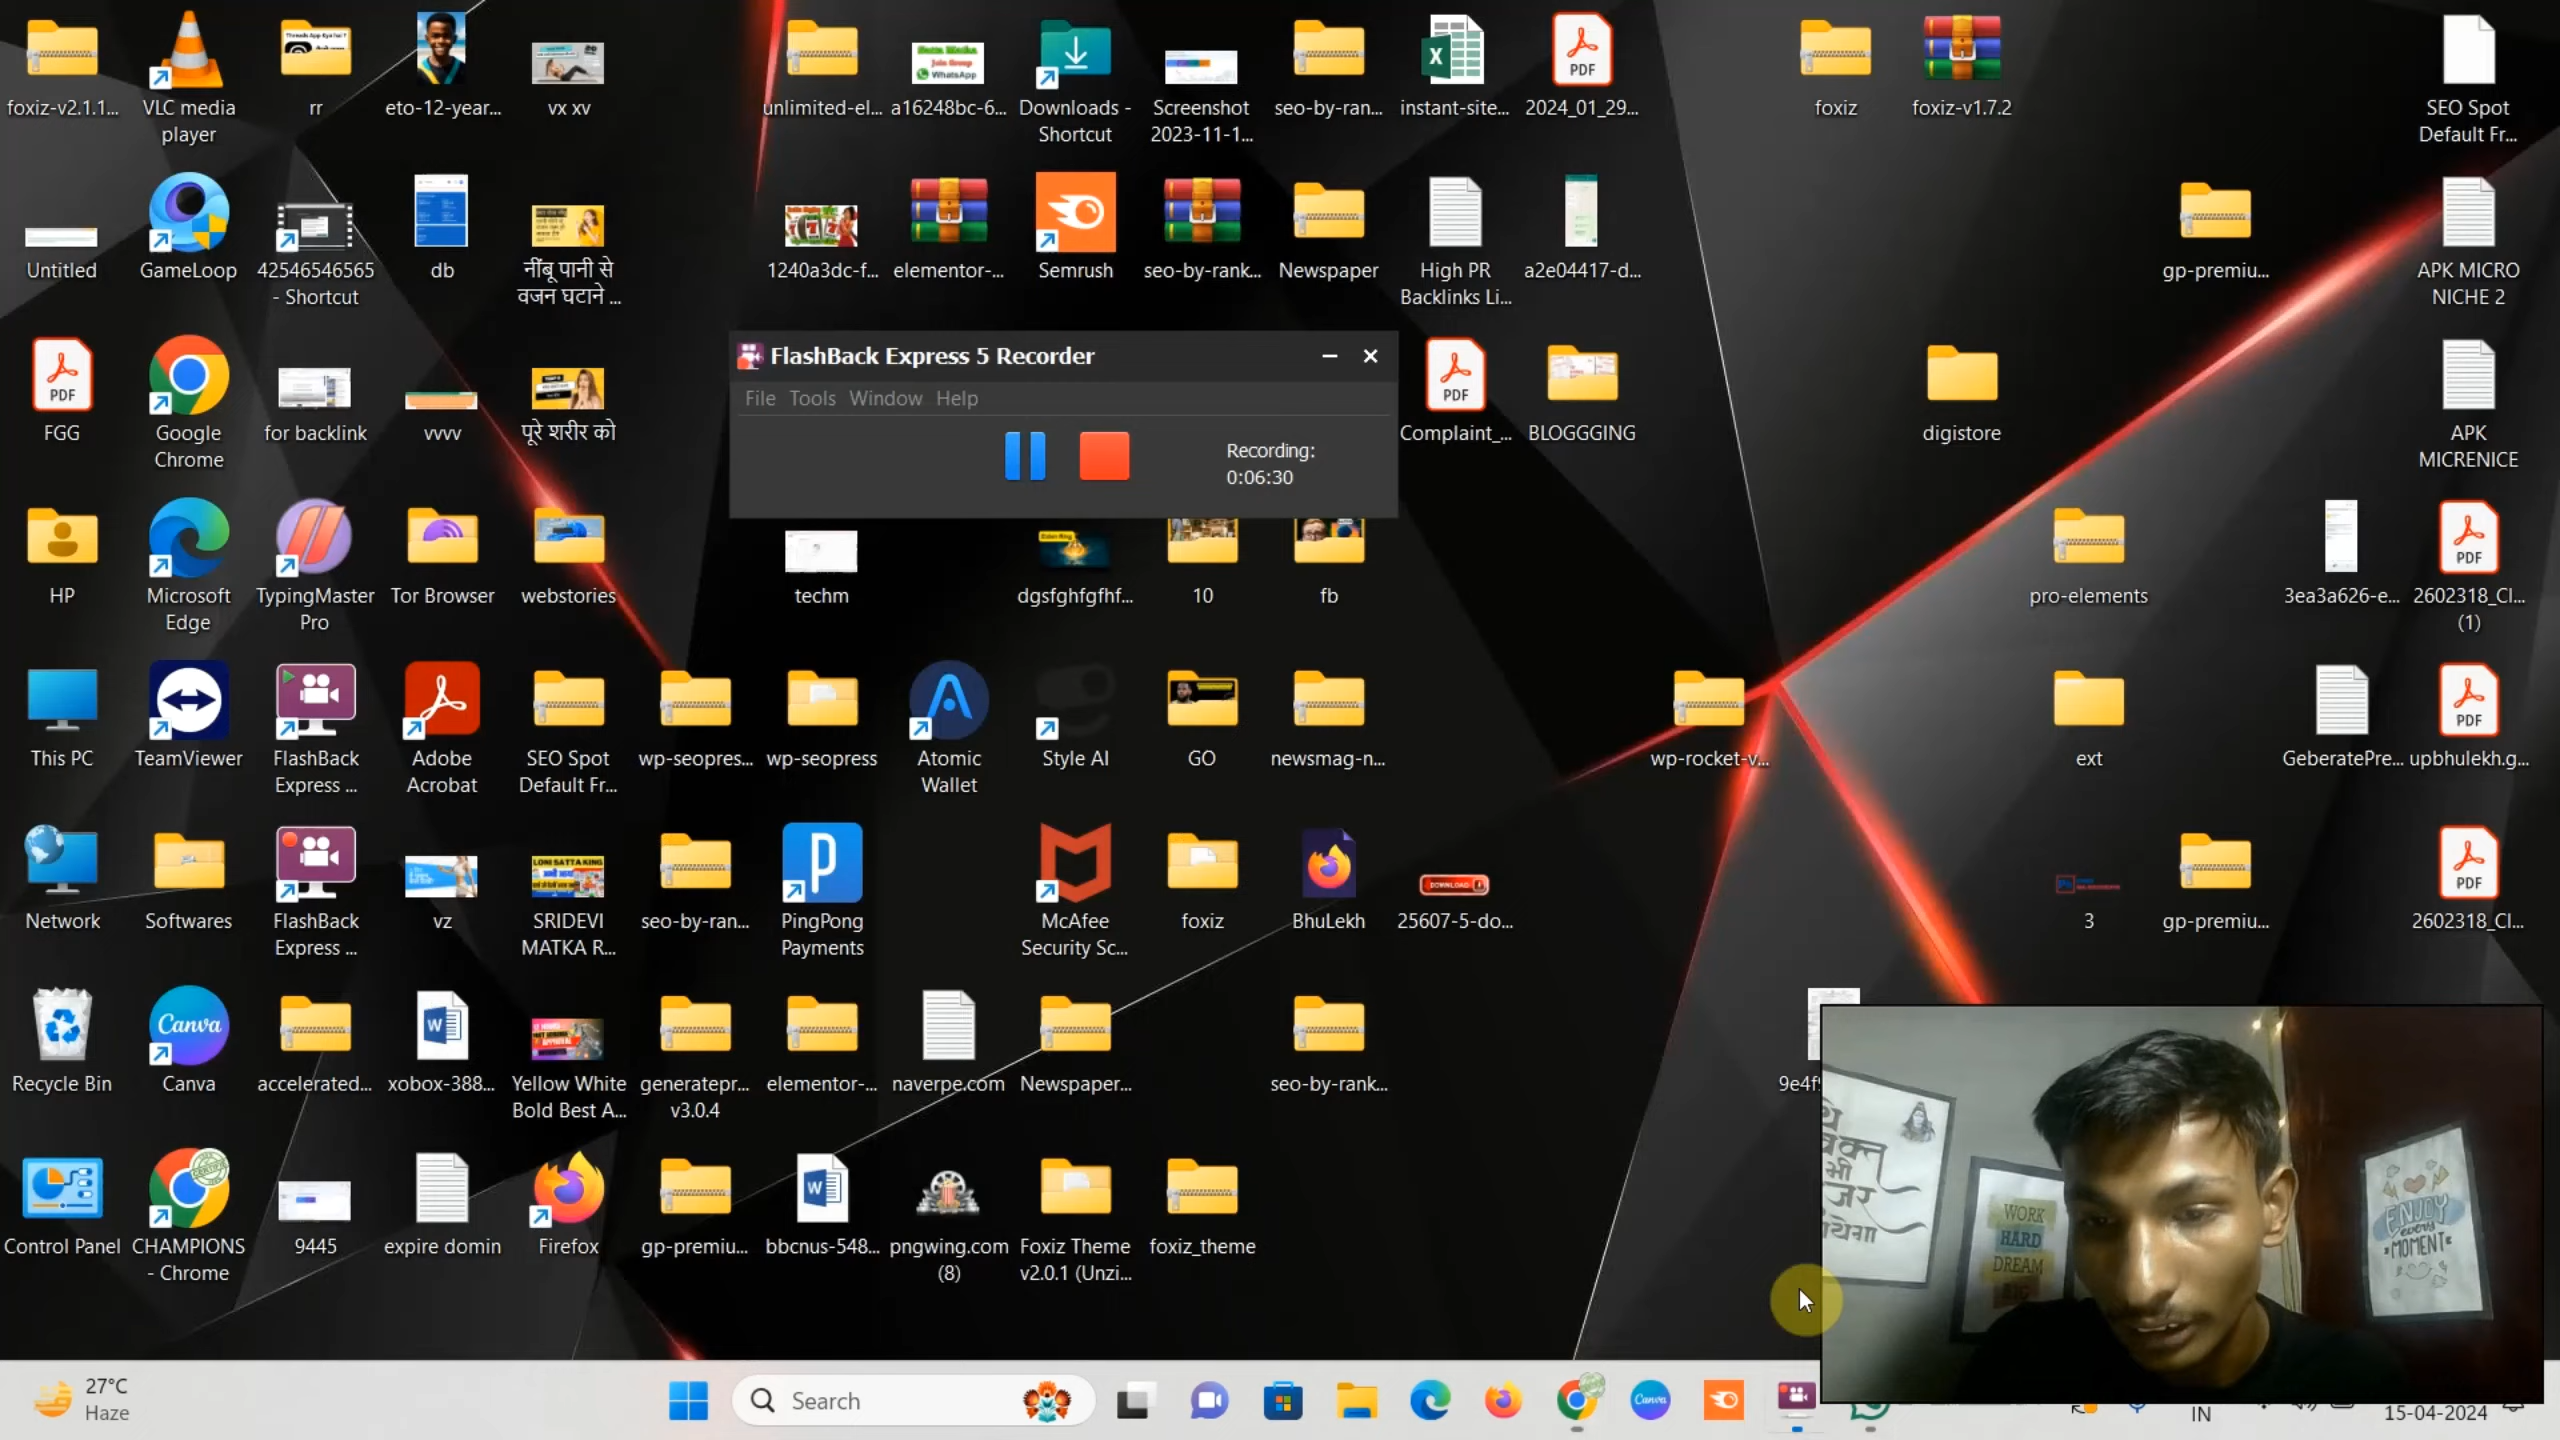 foxiz-v2.1.1...
VLC media
player
rr
eto-12-year...
vx xv
unlimited-el...
a16248bc-6...
Downloads -
Shortcut
Screenshot
2023-11-1...
seo-by-ran...
instant-site...
2024_01_29...
foxiz
foxiz-v1.7.2
SEO Spot
Default Fr...
Untitled
GameLoop
42546546565
- Shortcut
db
नींबू पानी से
वजन घटाने ...
1240a3dc-f...
elementor-...
Semrush
seo-by-rank...
Newspaper
High PR
Backlinks Li...
a2e04417-d...
gp-premiu...
APK MICRO
NICHE 2
FlashBack Express 5 Recorder
File Tools Window Help
Recording:
0:06:30
FGG
Google
Chrome
for backlink
vvvv
पूरे शरीर को
Complaint_...
BLOGGGING
digistore
APK
MICRENICE
HP
Microsoft
Edge
TypingMaster
Pro
Tor Browser
webstories
techm
dgsfghfgfhf...
10
fb
pro-elements
3ea3a626-e...
2602318_Cl...
(1)
This PC
TeamViewer
FlashBack
Express ...
Adobe
Acrobat
SEO Spot
Default Fr...
wp-seopres...
wp-seopress
Atomic
Wallet
Style AI
GO
newsmag-n...
wp-rocket-v...
ext
GeberatePre...
upbhulekh.g...
Network
Softwares
FlashBack
Express ...
vz
SRIDEVI
MATKA R...
seo-by-ran...
PingPong
Payments
McAfee
Security Sc...
foxiz
BhuLekh
DOWNLOAD
25607-5-do...
3
gp-premiu...
2602318_Cl...
Recycle Bin
Canva
accelerated...
xobox-388...
Yellow White
Bold Best A...
generatepr...
v3.0.4
elementor-...
naverpe.com
Newspaper...
seo-by-rank...
Control Panel
CHAMPIONS
- Chrome
9445
expire domin
Firefox
gp-premiu...
bbcnus-548...
pngwing.com
(8)
Foxiz Theme
v2.0.1 (Unzi...
foxiz_theme
WORK
HARD
DREAM
BIG
ENJOY
every
MOMENT
27°C
Haze
Search
IN
15-04-2024